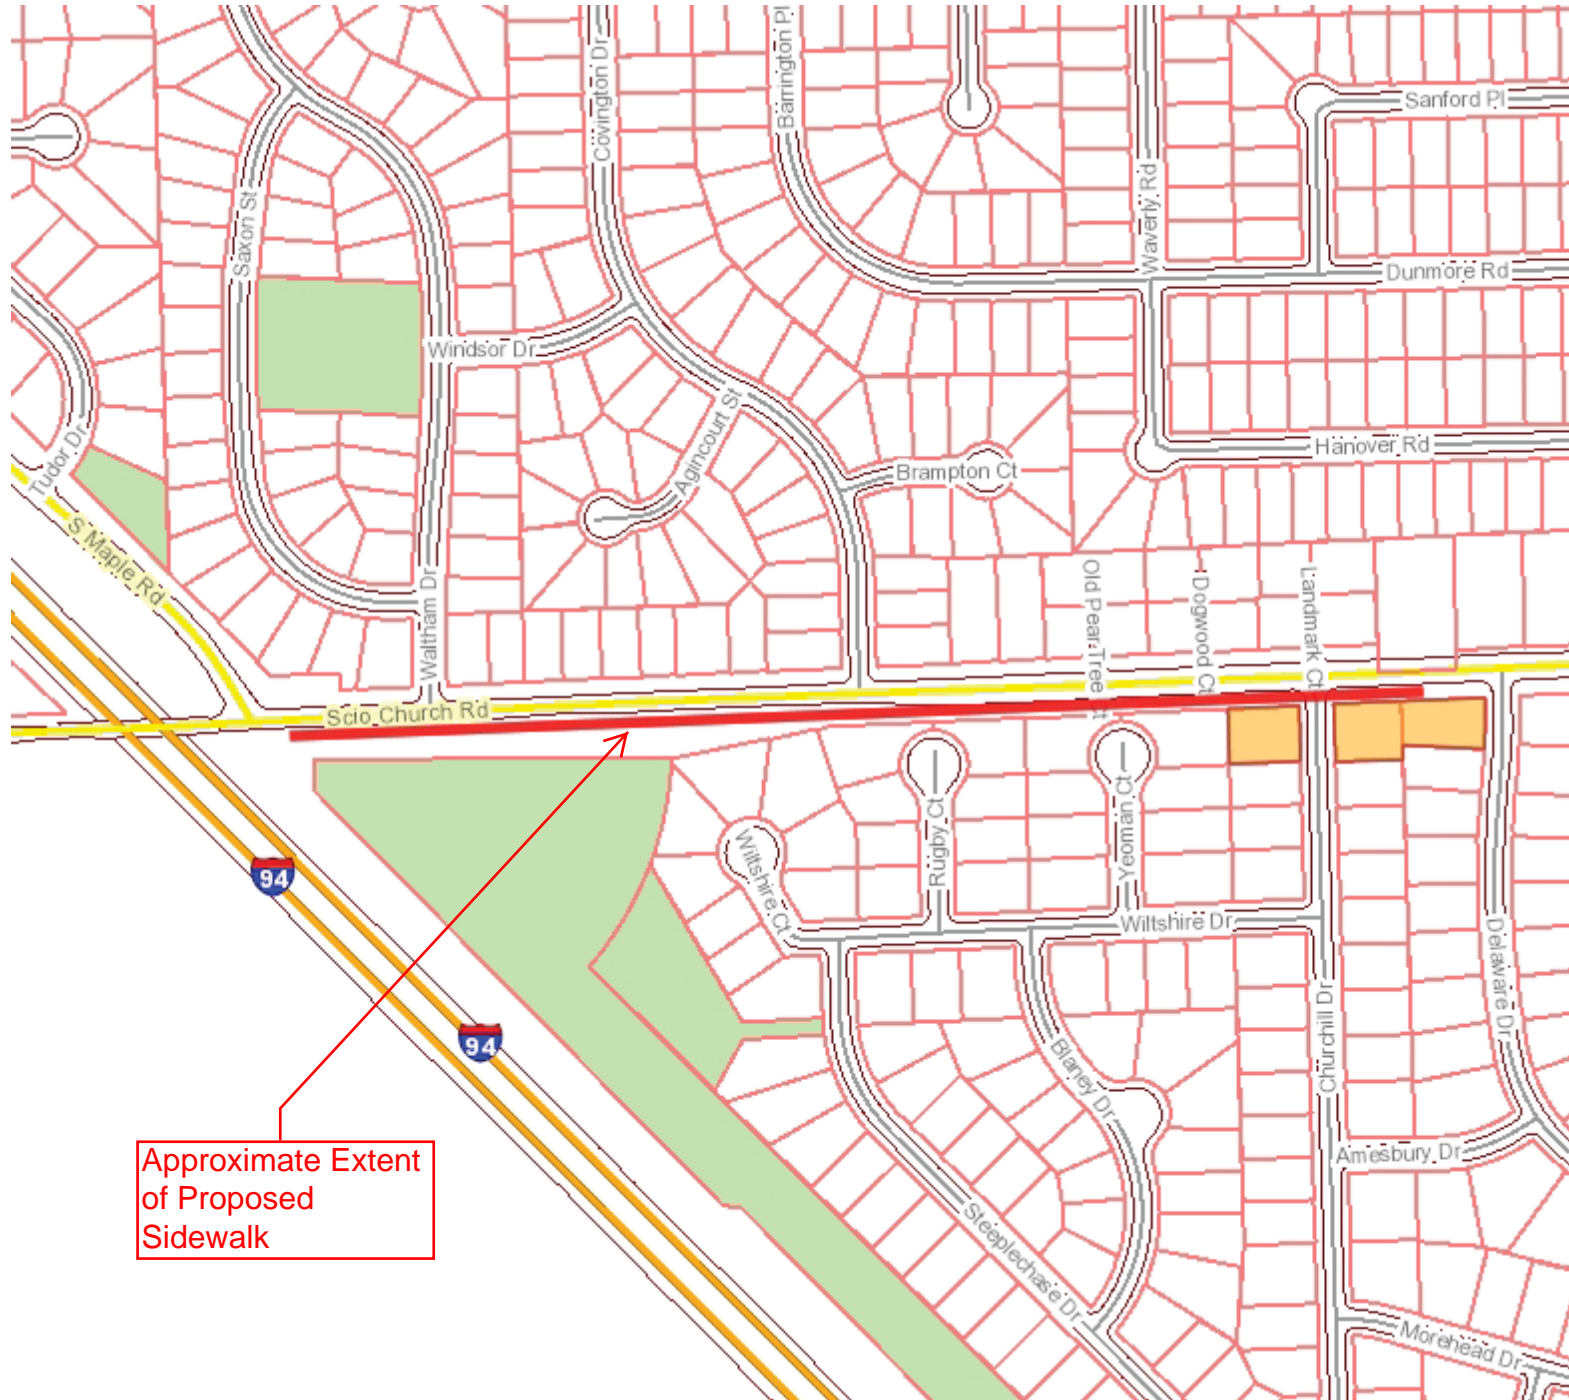 Covington Dr
Barrington Pl
Sanford Pl
Waverly Rd
Saxon St
Dunmore Rd
Windsor Dr
Agincourt St
Tudor Dr
Hanover Rd
Brampton Ct
S Maple Rd
Waltham Dr
Old Pear Tree Ct
Dogwood Ct
Landmark Ct
Scio Church Rd
Wiltshire Ct
Rugby Ct
Yeoman Ct
94
Wiltshire Dr
Delaware Dr
94
Churchill Dr
Blaney Dr
Approximate Extent
of Proposed
Sidewalk
Amesbury Dr
Steeplechase Dr
Morehead Dr